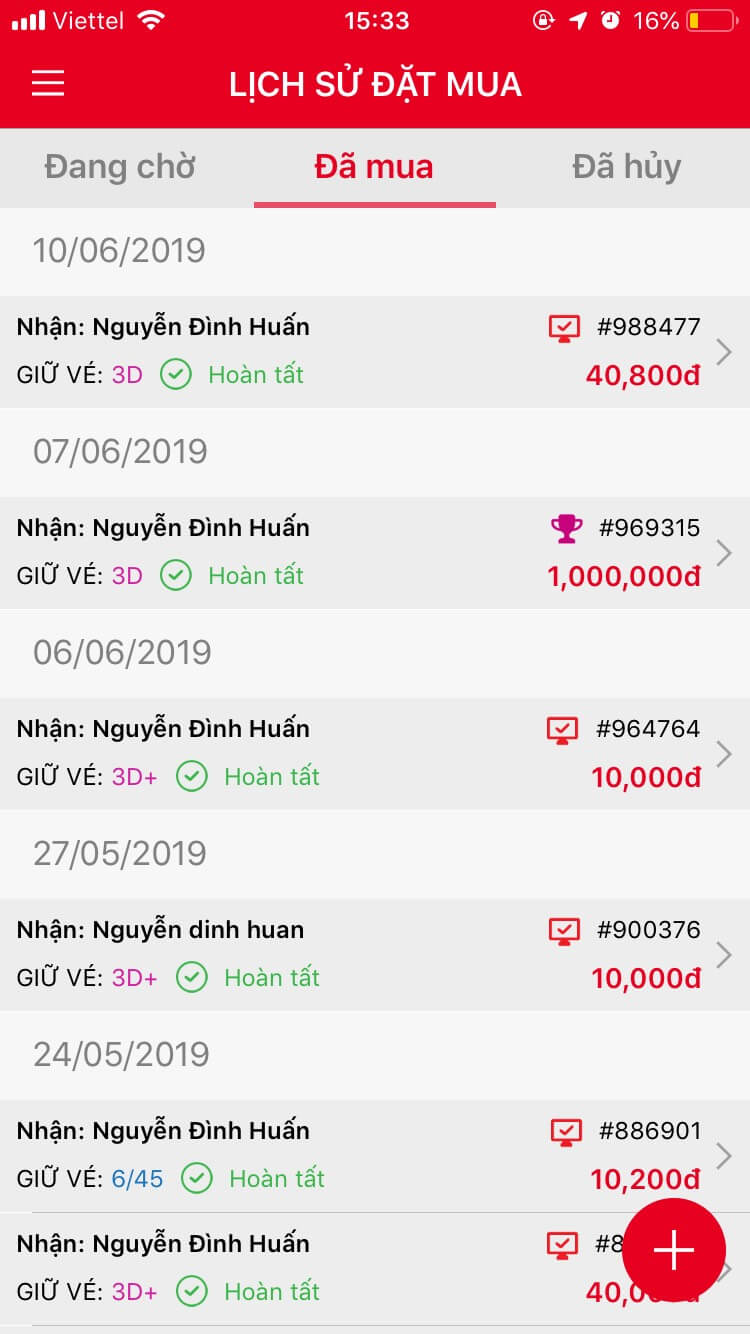 Viettel 15:33 16%
LỊCH SỬ ĐẶT MUA
Đang chờ Đã mua Đã hủy
10/06/2019
Nhận: Nguyễn Đình Huấn #988477
GIỮ VÉ: 3D Hoàn tất 40,800đ
07/06/2019
Nhận: Nguyễn Đình Huấn #969315
GIỮ VÉ: 3D Hoàn tất 1,000,000đ
06/06/2019
Nhận: Nguyễn Đình Huấn #964764
GIỮ VÉ: 3D+ Hoàn tất 10,000đ
27/05/2019
Nhận: Nguyễn dinh huan #900376
GIỮ VÉ: 3D+ Hoàn tất 10,000đ
24/05/2019
Nhận: Nguyễn Đình Huấn #886901
GIỮ VÉ: 6/45 Hoàn tất 10,200đ
Nhận: Nguyễn Đình Huấn
GIỮ VÉ: 3D+ Hoàn tất